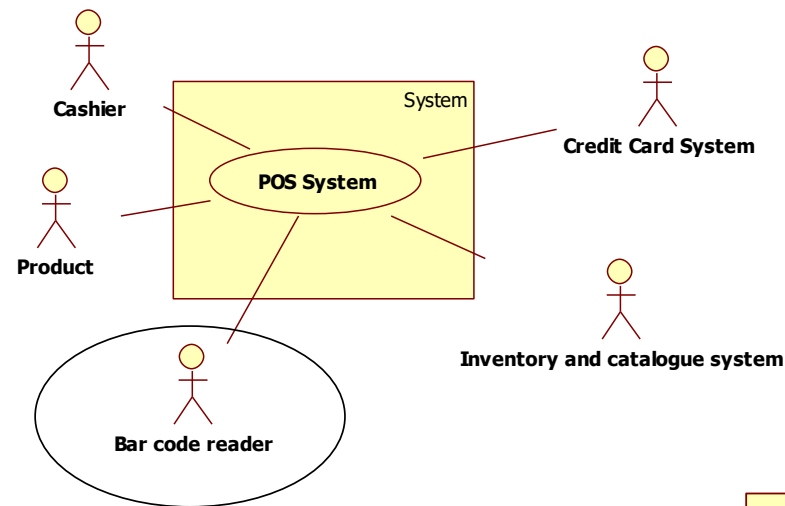 System
Cashier
Credit Card System
POS System
Product
Inventory and catalogue system
Bar code reader